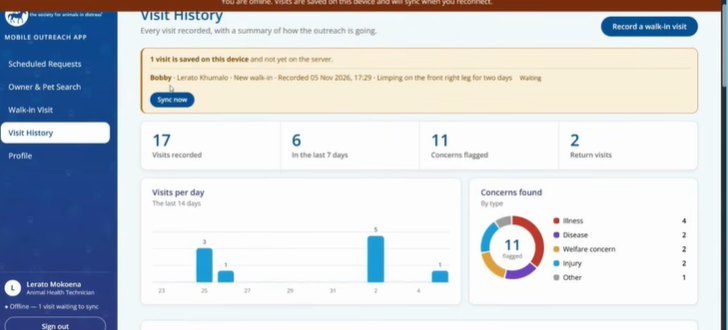 You are offline. Visits are saved on this device and will sync when you reconnect.
the society for animals in distress
MOBILE OUTREACH APP
Scheduled Requests
Owner & Pet Search
Walk-in Visit
Visit History
Profile
L
Lerato Mokoena
Animal Health Technician
• Offline — 1 visit waiting to sync
Sign out
Visit History
Every visit recorded, with a summary of how the outreach is going.
Record a walk-in visit
1 visit is saved on this device and not yet on the server.
Bobby · Lerato Khumalo · New walk-in · Recorded 05 Nov 2026, 17:29 · Limping on the front right leg for two days Waiting
Sync now
17
Visits recorded
6
In the last 7 days
11
Concerns flagged
2
Return visits
Visits per day
The last 14 days
3
1
5
1
23 25 27 29 31 2 4
Concerns found
By type
11
flagged
Illness 4
Disease 2
Welfare concern 2
Injury 2
Other 1